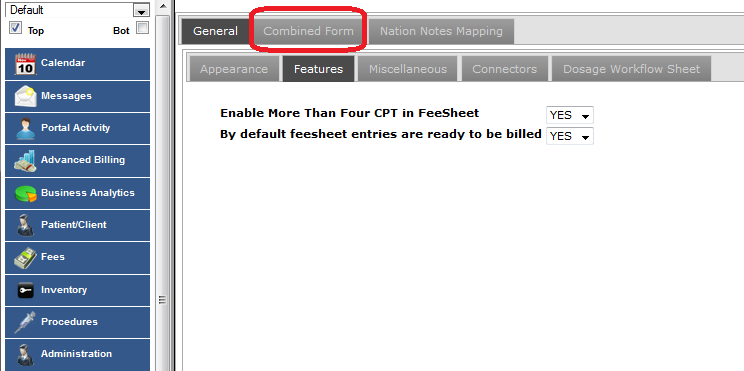 Default
Top Bot
Nov
10
Calendar
Messages
Portal Activity
Advanced Billing
Business Analytics
Patient/Client
Fees
Inventory
Procedures
Administration
General Combined Form Nation Notes Mapping
Appearance Features Miscellaneous Connectors Dosage Workflow Sheet
Enable More Than Four CPT in FeeSheet YES
By default feesheet entries are ready to be billed YES